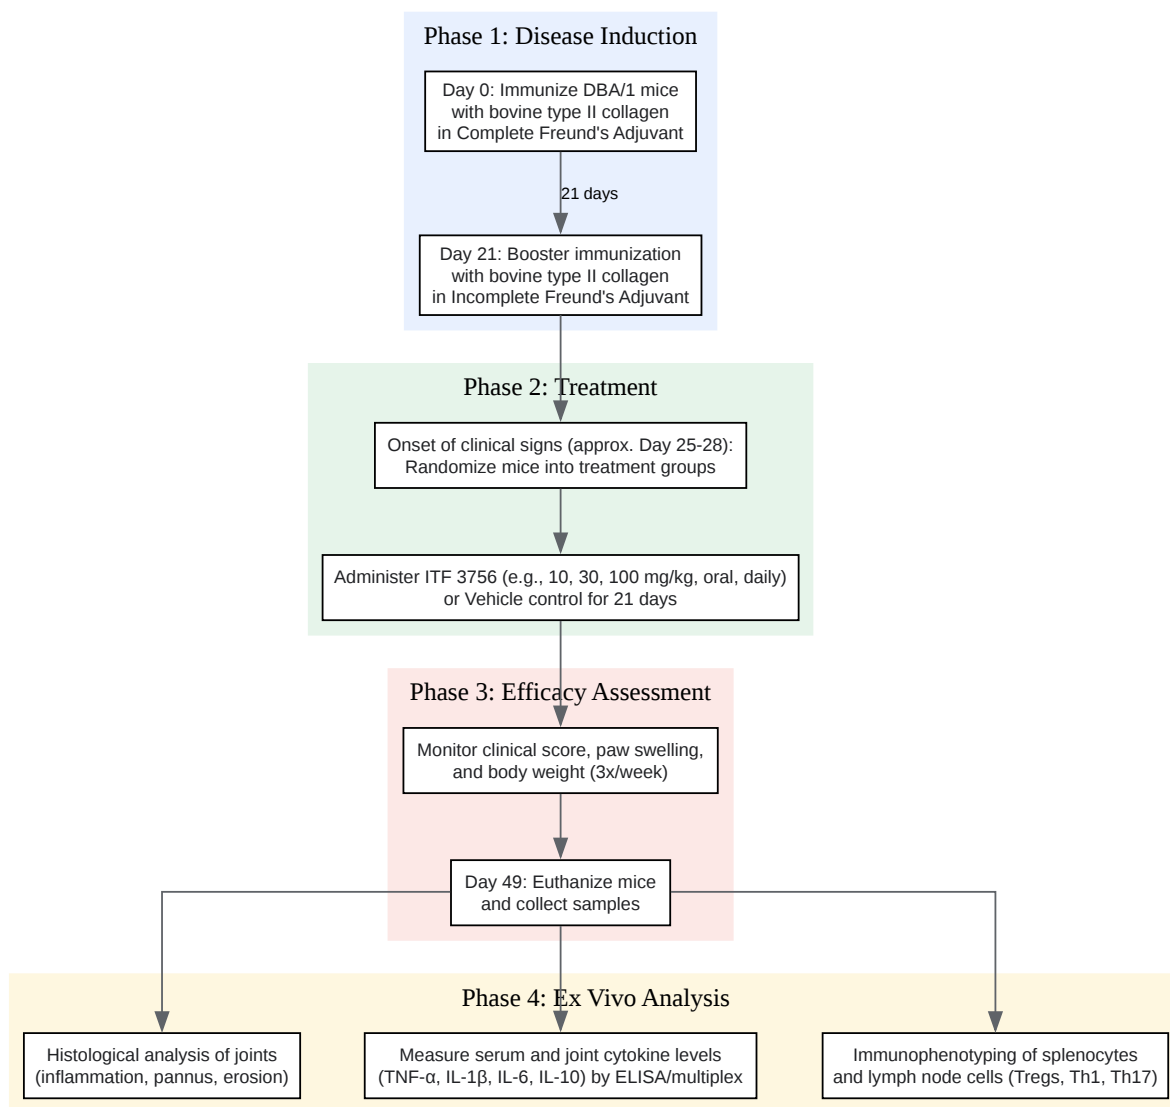 Phase 1: Disease Induction
Day 0: Immunize DBA/1 mice
with bovine type II collagen
in Complete Freund's Adjuvant
21 days
Day 21: Booster immunization
with bovine type II collagen
in Incomplete Freund's Adjuvant
Phase 2: Treatment
Onset of clinical signs (approx. Day 25-28):
Randomize mice into treatment groups
Administer ITF 3756 (e.g., 10, 30, 100 mg/kg, oral, daily)
or Vehicle control for 21 days
Phase 3: Efficacy Assessment
Monitor clinical score, paw swelling,
and body weight (3x/week)
Day 49: Euthanize mice
and collect samples
Phase 4: Ex Vivo Analysis
Histological analysis of joints
(inflammation, pannus, erosion)
Measure serum and joint cytokine levels
(TNF-α, IL-1β, IL-6, IL-10) by ELISA/multiplex
Immunophenotyping of splenocytes
and lymph node cells (Tregs, Th1, Th17)